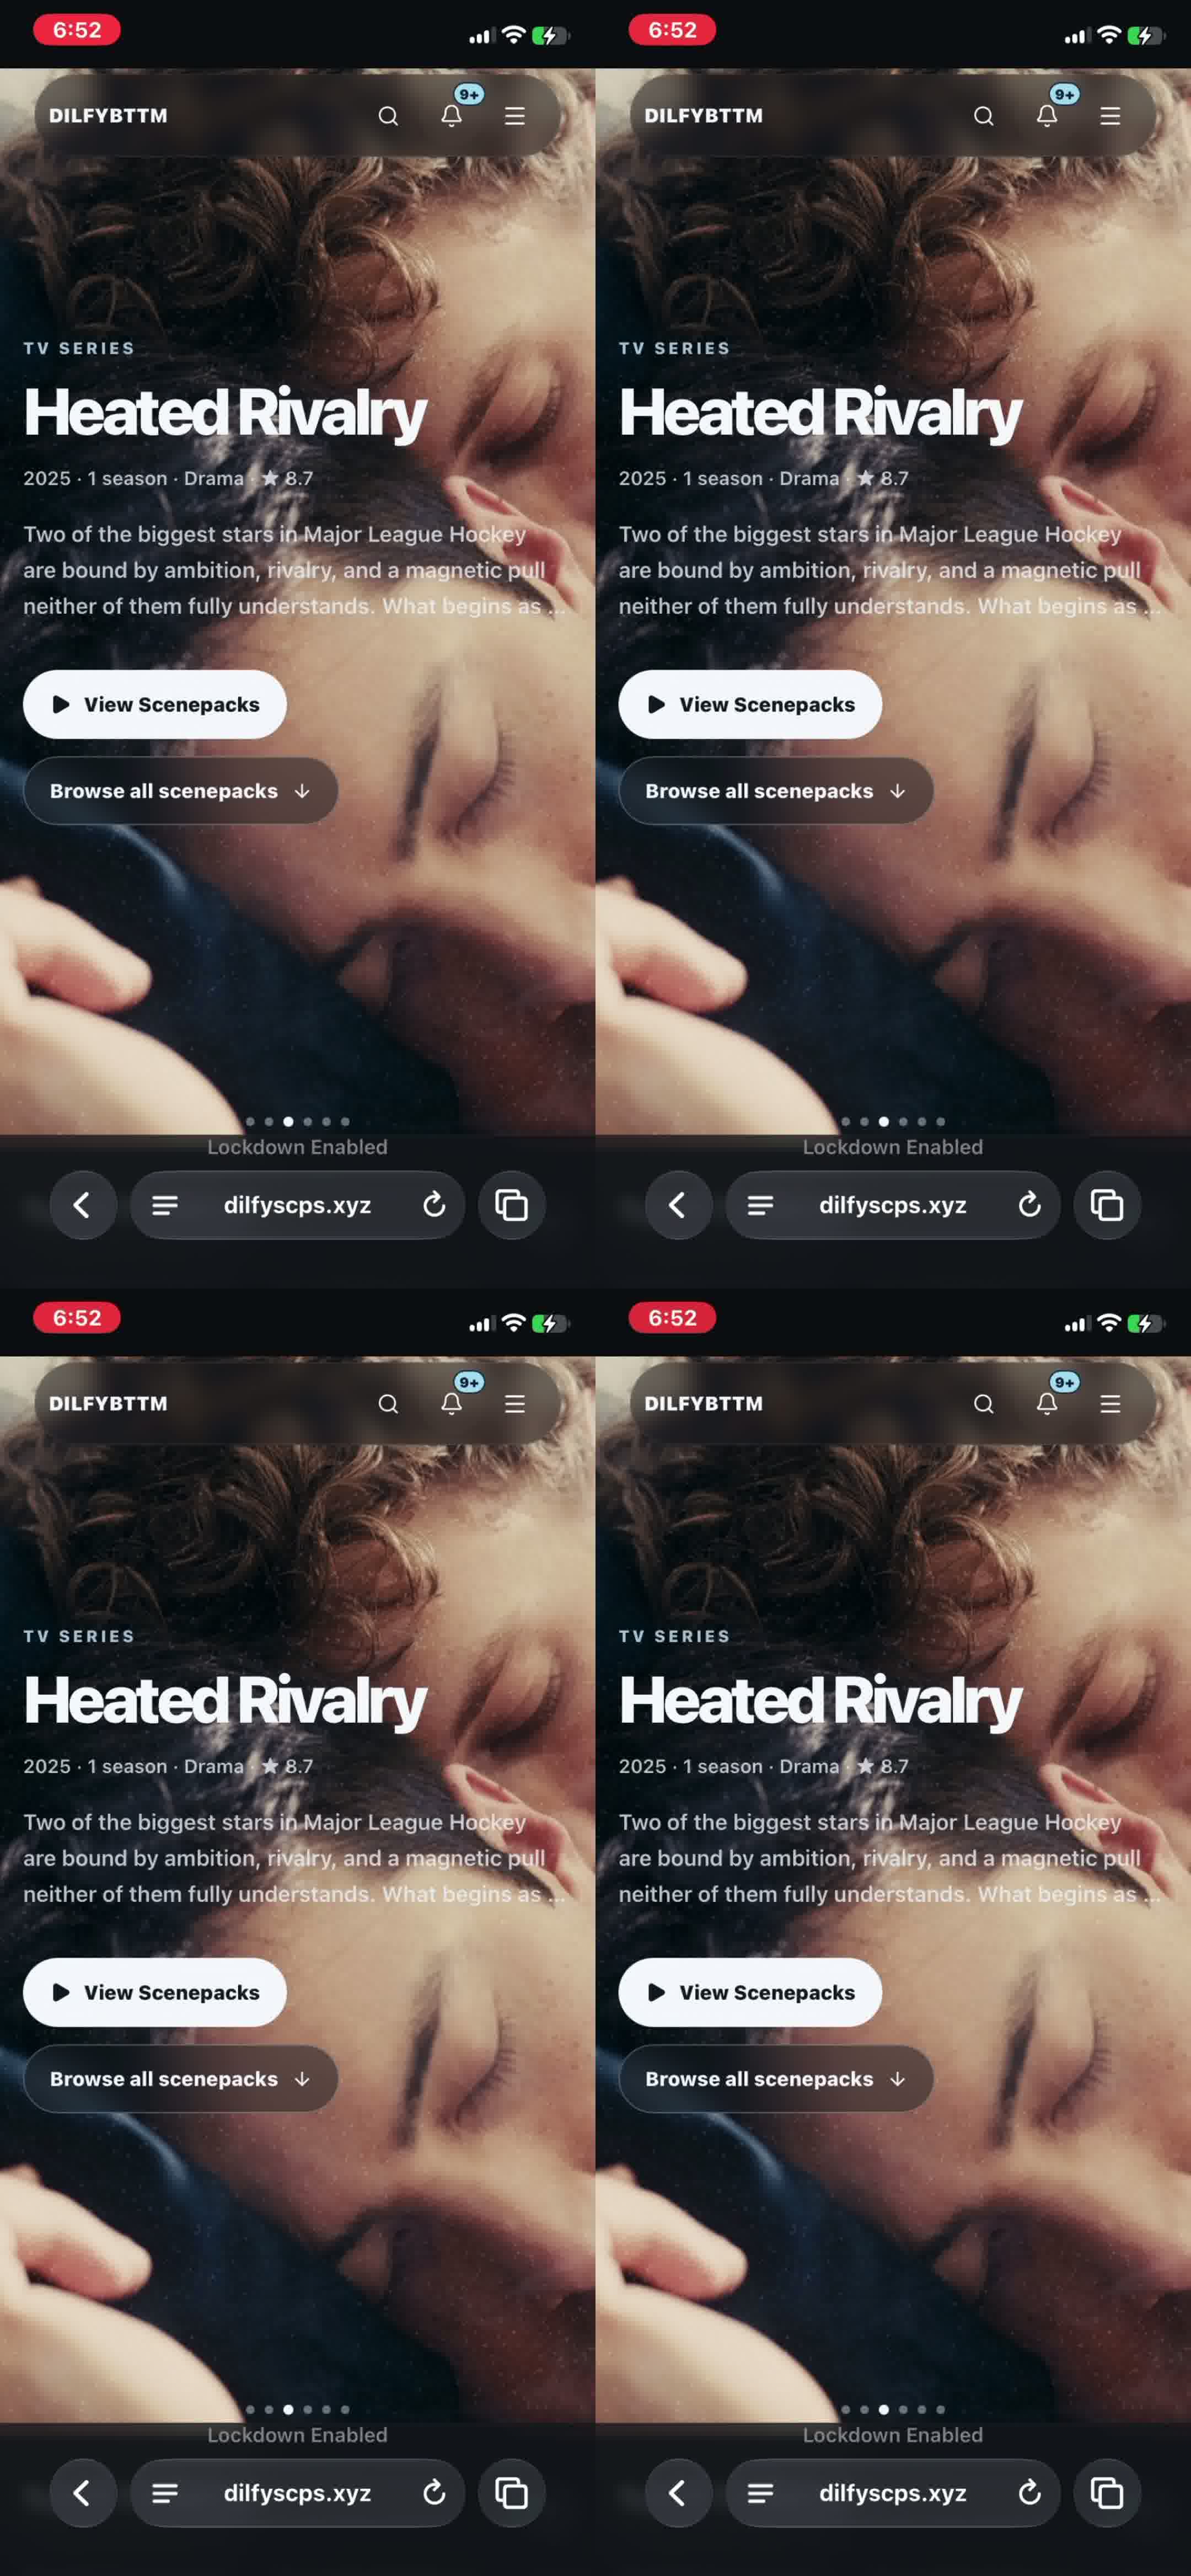 6:52
DILFYBTTM
9+
TV SERIES
Heated Rivalry
2025 · 1 season · Drama · ★ 8.7
Two of the biggest stars in Major League Hockey
are bound by ambition, rivalry, and a magnetic pull
neither of them fully understands. What begins as ...
View Scenepacks
Browse all scenepacks ↓
Lockdown Enabled
dilfyscps.xyz
6:52
DILFYBTTM
9+
TV SERIES
Heated Rivalry
2025 · 1 season · Drama · ★ 8.7
Two of the biggest stars in Major League Hockey
are bound by ambition, rivalry, and a magnetic pull
neither of them fully understands. What begins as ...
View Scenepacks
Browse all scenepacks ↓
Lockdown Enabled
dilfyscps.xyz
6:52
DILFYBTTM
9+
TV SERIES
Heated Rivalry
2025 · 1 season · Drama · ★ 8.7
Two of the biggest stars in Major League Hockey
are bound by ambition, rivalry, and a magnetic pull
neither of them fully understands. What begins as ...
View Scenepacks
Browse all scenepacks ↓
Lockdown Enabled
dilfyscps.xyz
6:52
DILFYBTTM
9+
TV SERIES
Heated Rivalry
2025 · 1 season · Drama · ★ 8.7
Two of the biggest stars in Major League Hockey
are bound by ambition, rivalry, and a magnetic pull
neither of them fully understands. What begins as ...
View Scenepacks
Browse all scenepacks ↓
Lockdown Enabled
dilfyscps.xyz